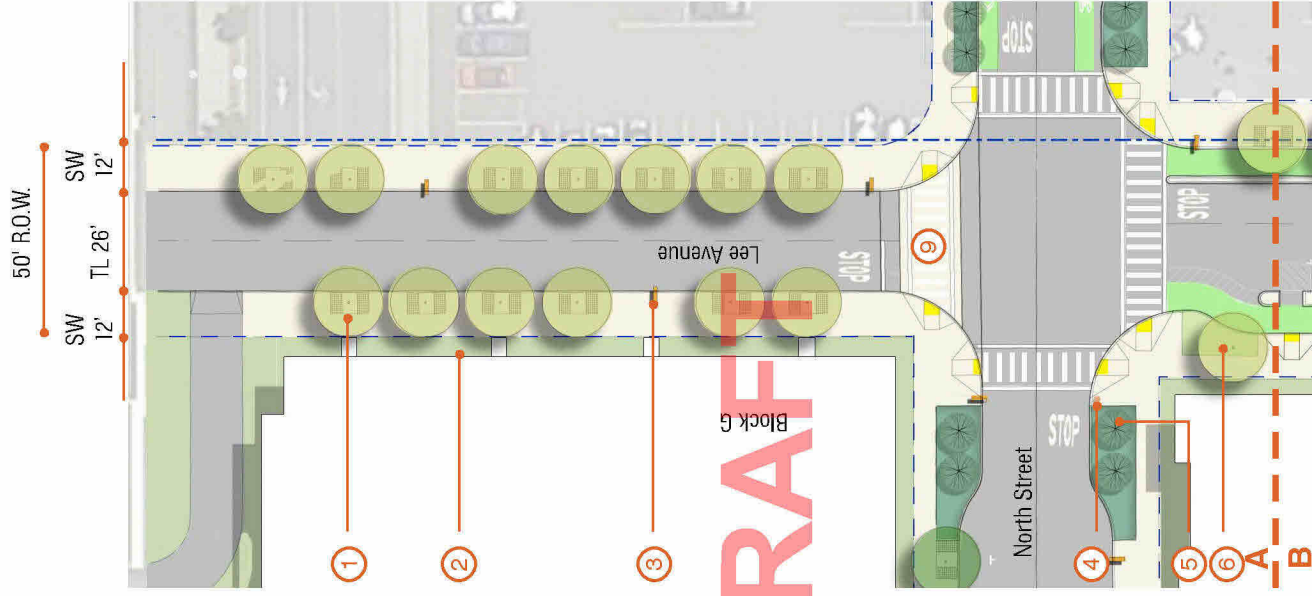 50' R.O.W.
SW
12'
TL 26'
SW
12'
STOP
STOP
Lee Avenue
STOP
9
STOP
Block G
DRAFT
STOP
North Street
1
2
3
4
5
6
A
B